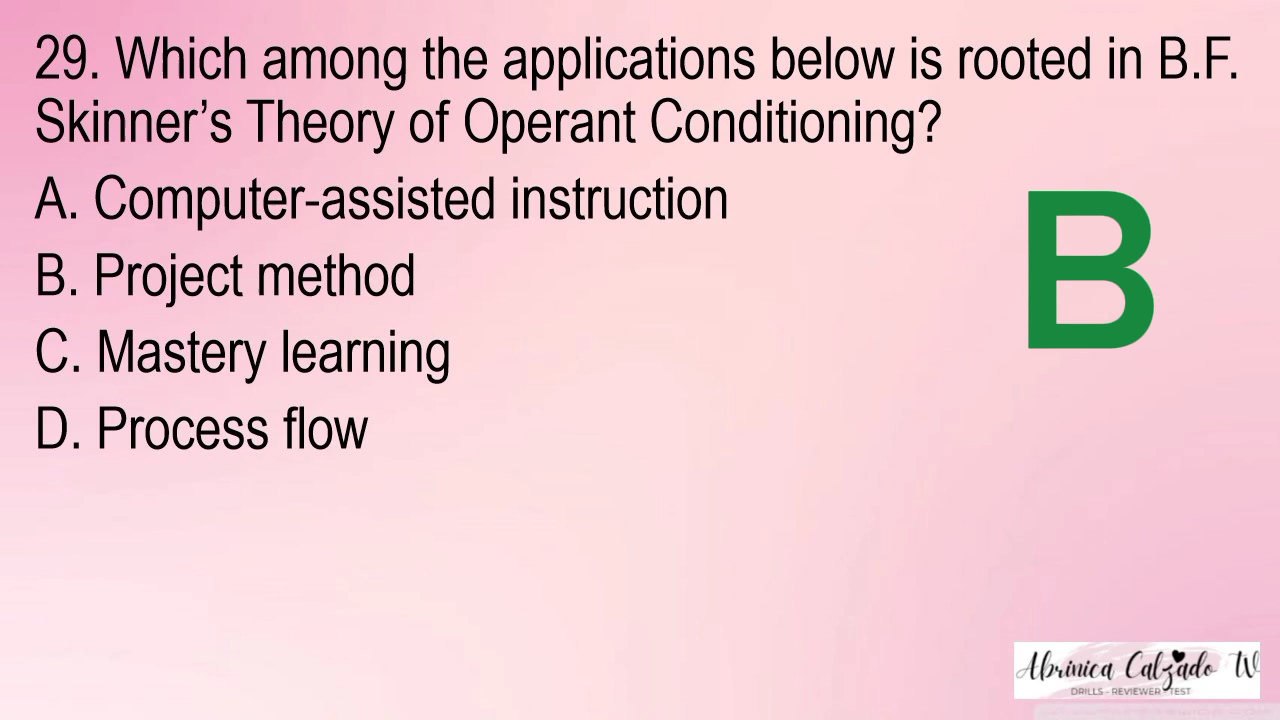 29. Which among the applications below is rooted in B.F.
Skinner’s Theory of Operant Conditioning?
A. Computer-assisted instruction
B
B. Project method
C. Mastery learning
D. Process flow
Abrinica Calzado TV
DRILLS - REVIEWER - TEST